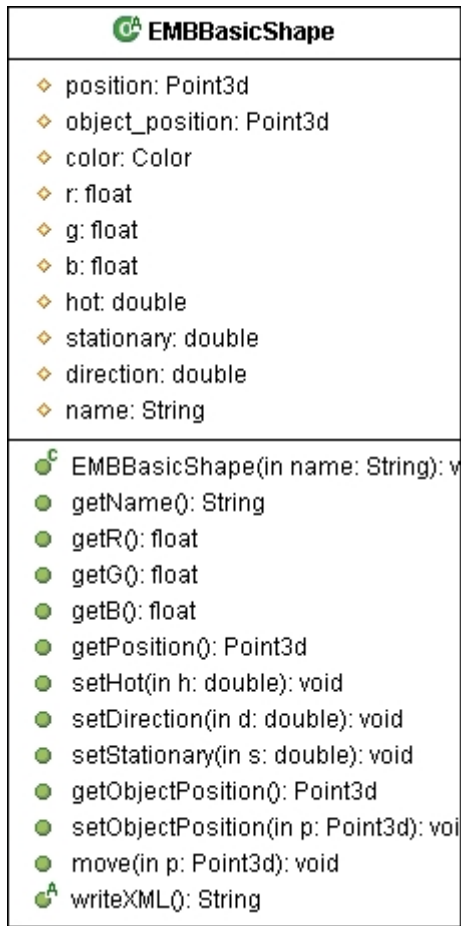 EMBBasicShape
position: Point3d
object_position: Point3d
color: Color
r: float
g: float
b: float
hot: double
stationary: double
direction: double
name: String
C EMBBasicShape(in name: String): v
getName(): String
getR(): float
getG(): float
getB(): float
getPosition(): Point3d
setHot(in h: double): void
setDirection(in d: double): void
setStationary(in s: double): void
getObjectPosition(): Point3d
setObjectPosition(in p: Point3d): voi
move(in p: Point3d): void
A writeXML(): String